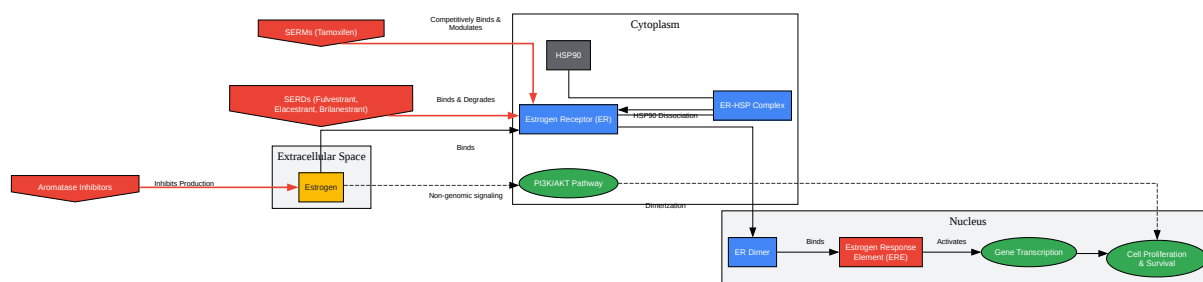 Competitively Binds &
Modulates
SERMs (Tamoxifen)
Cytoplasm
HSP90
SERDs (Fulvestrant,
Elacestrant, Brilanestrant)
Binds & Degrades
Estrogen Receptor (ER)
ER-HSP Complex
HSP90 Dissociation
Binds
Extracellular Space
Aromatase Inhibitors
Inhibits Production
Estrogen
Non-genomic signaling
PI3K/AKT Pathway
Dimerization
Nucleus
ER Dimer
Binds
Estrogen Response
Element (ERE)
Activates
Gene Transcription
Cell Proliferation
& Survival